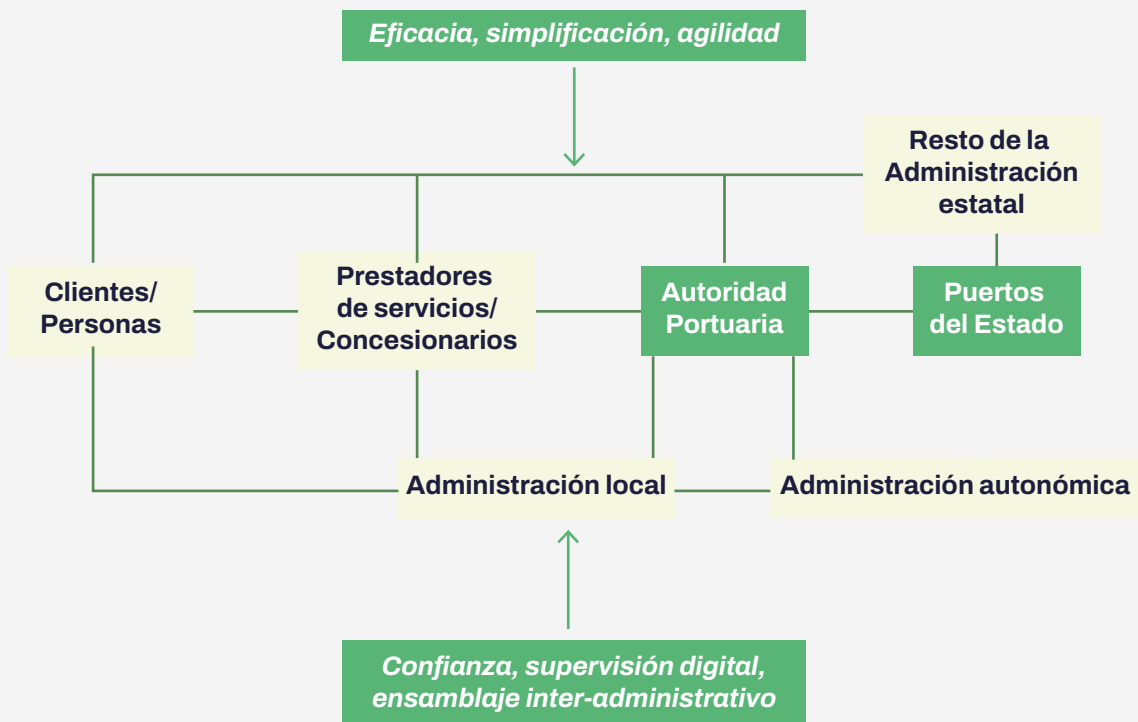 Eficacia, simplificación, agilidad
Resto de la
Administración
estatal
Clientes/
Personas
Prestadores
de servicios/
Concesionarios
Autoridad
Portuaria
Puertos
del Estado
Administración local
Administración autonómica
Confianza, supervisión digital,
ensamblaje inter-administrativo